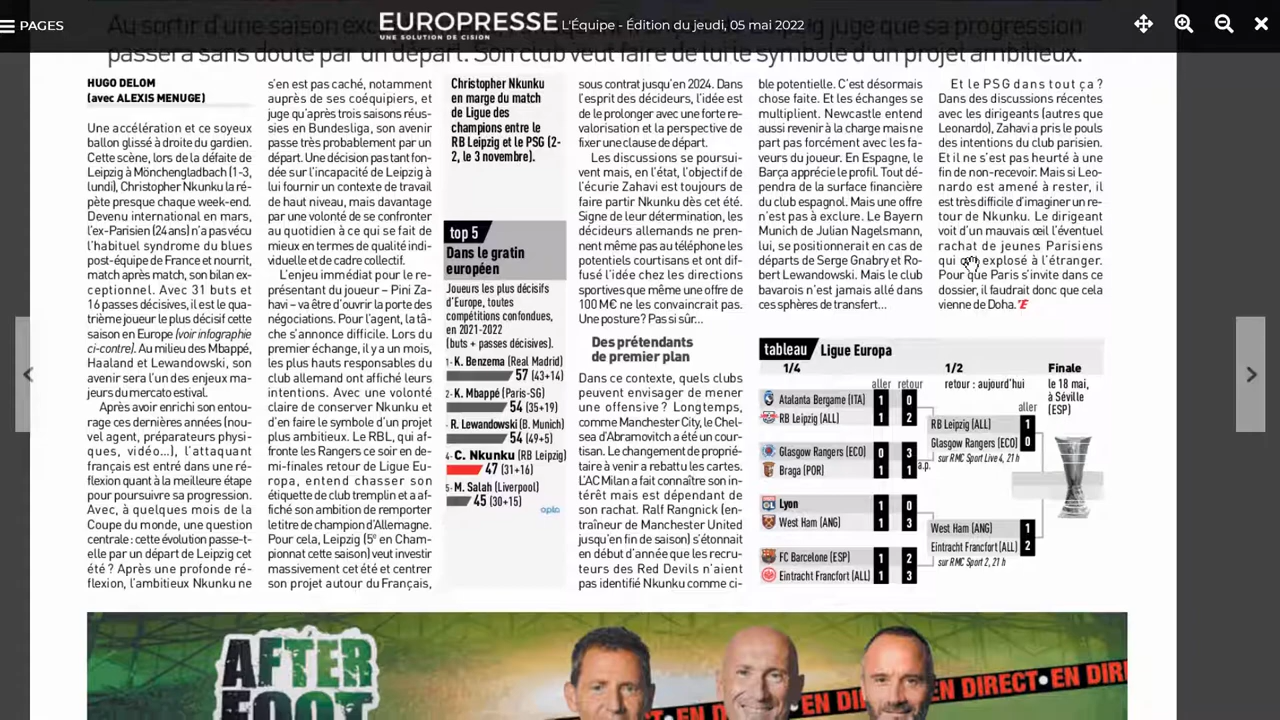 PAGES
EUROPRESSE
UNE SOLUTION DE CISION
L'Équipe - Édition du jeudi, 05 mai 2022
passera sans doute par un départ. Son club veut faire de lui le symbole d'un projet ambitieux.
HUGO DELOM
(avec ALEXIS MENUGE)
Une accélération et ce soyeux
ballon glissé à droite du gardien.
Cette scène, lors de la défaite de
Leipzig à Mönchengladbach (1-3,
lundi), Christopher Nkunku la ré-
pète presque chaque week-end.
Devenu international en mars,
l'ex-Parisien (24 ans) n'a pas vécu
l'habituel syndrome du blues
post-équipe de France et nourrit,
match après match, son bilan ex-
ceptionnel. Avec 31 buts et
16 passes décisives, il est le qua-
trième joueur le plus décisif cette
saison en Europe (voir infographie
ci-contre). Au milieu des Mbappé,
Haaland et Lewandowski, son
avenir sera l'un des enjeux ma-
jeurs du mercato estival.
Après avoir enrichi son entou-
rage ces dernières années (nou-
vel agent, préparateurs physi-
ques, vidéo...), l'attaquant
français est entré dans une ré-
flexion quant à la meilleure étape
pour poursuivre sa progression.
Avec, à quelques mois de la
Coupe du monde, une question
centrale : cette évolution passe-t-
elle par un départ de Leipzig cet
été ? Après une profonde ré-
flexion, l'ambitieux Nkunku ne
s'en est pas caché, notamment
auprès de ses coéquipiers, et
juge qu'après trois saisons réus-
sies en Bundesliga, son avenir
passe très probablement par un
départ. Une décision pas tant fon-
dée sur l'incapacité de Leipzig à
lui fournir un contexte de travail
de haut niveau, mais davantage
par une volonté de se confronter
au quotidien à ce qui se fait de
mieux en termes de qualité indi-
viduelle et de cadre collectif.
L'enjeu immédiat pour le re-
présentant du joueur – Pini Za-
havi – va être d'ouvrir la porte des
négociations. Pour l'agent, la tâ-
che s'annonce difficile. Lors du
premier échange, il y a un mois,
les plus hauts responsables du
club allemand ont affiché leurs
intentions. Avec une volonté
claire de conserver Nkunku et
d'en faire le symbole d'un projet
plus ambitieux. Le RBL, qui af-
fronte les Rangers ce soir en de-
mi-finales retour de Ligue Eu-
ropa, entend chasser son
étiquette de club tremplin et a af-
fiché son ambition de remporter
le titre de champion d'Allemagne.
Pour cela, Leipzig (5e en Cham-
pionnat cette saison) veut investir
massivement cet été et centrer
son projet autour du Français,
Christopher Nkunku
en marge du match
de Ligue des
champions entre le
RB Leipzig et le PSG (2-
2, le 3 novembre).
top 5
Dans le gratin
européen
Joueurs les plus décisifs
d'Europe, toutes
compétitions confondues,
en 2021-2022
(buts + passes décisives).
1- K. Benzema (Real Madrid)
57 (43+14)
2- K. Mbappé (Paris-SG)
54 (35+19)
- R. Lewandowski (B. Munich)
54 (49+5)
4- C. Nkunku (RB Leipzig)
47 (31+16)
5- M. Salah (Liverpool)
45 (30+15)
opta
sous contrat jusqu'en 2024. Dans
l'esprit des décideurs, l'idée est
de le prolonger avec une forte re-
valorisation et la perspective de
fixer une clause de départ.
Les discussions se poursui-
vent mais, en l'état, l'objectif de
l'écurie Zahavi est toujours de
faire partir Nkunku dès cet été.
Signe de leur détermination, les
décideurs allemands ne pren-
nent même pas au téléphone les
potentiels courtisans et ont dif-
fusé l'idée chez les directions
sportives que même une offre de
100 M€ ne les convaincrait pas.
Une posture ? Pas si sûr...
Des prétendants
de premier plan
Dans ce contexte, quels clubs
peuvent envisager de mener
une offensive ? Longtemps,
comme Manchester City, le Chel-
sea d'Abramovitch a été un cour-
tisan. Le changement de proprié-
taire à venir a rebattu les cartes.
L'AC Milan a fait connaître son in-
térêt mais est dépendant de
son rachat. Ralf Rangnick (en-
traîneur de Manchester United
jusqu'en fin de saison) s'étonnait
en début d'année que les recru-
teurs des Red Devils n'aient
pas identifié Nkunku comme ci-
ble potentielle. C'est désormais
chose faite. Et les échanges se
multiplient. Newcastle entend
aussi revenir à la charge mais ne
part pas forcément avec les fa-
veurs du joueur. En Espagne, le
Barça apprécie le profil. Tout dé-
pendra de la surface financière
du club espagnol. Mais une offre
n'est pas à exclure. Le Bayern
Munich de Julian Nagelsmann,
lui, se positionnerait en cas de
départs de Serge Gnabry et Ro-
bert Lewandowski. Mais le club
bavarois n'est jamais allé dans
ces sphères de transfert...
Et le PSG dans tout ça ?
Dans des discussions récentes
avec les dirigeants (autres que
Leonardo), Zahavi a pris le pouls
des intentions du club parisien.
Et il ne s'est pas heurté à une
fin de non-recevoir. Mais si Leo-
nardo est amené à rester, il
est très difficile d'imaginer un re-
tour de Nkunku. Le dirigeant
voit d'un mauvais œil l'éventuel
rachat de jeunes Parisiens
qui ont explosé à l'étranger.
Pour que Paris s'invite dans ce
dossier, il faudrait donc que cela
vienne de Doha. 'E
tableau Ligue Europa
1/4
aller retour
Atalanta Bergame (ITA) 1 0
RB Leipzig (ALL) 1 2
Glasgow Rangers (ECO) 0 3
Braga (POR) 1 1 a.p.
Lyon 1 0
West Ham (ANG) 1 3
FC Barcelone (ESP) 1 2
Eintracht Francfort (ALL) 1 3
1/2
retour : aujourd'hui
aller
RB Leipzig (ALL) 1
Glasgow Rangers (ECO) 0
sur RMC Sport Live 4, 21 h
West Ham (ANG) 1
Eintracht Francfort (ALL) 2
sur RMC Sport 2, 21 h
Finale
le 18 mai,
à Séville
(ESP)
AFTER
FOOT
EN DIRECT • EN DIRECT • EN DIR